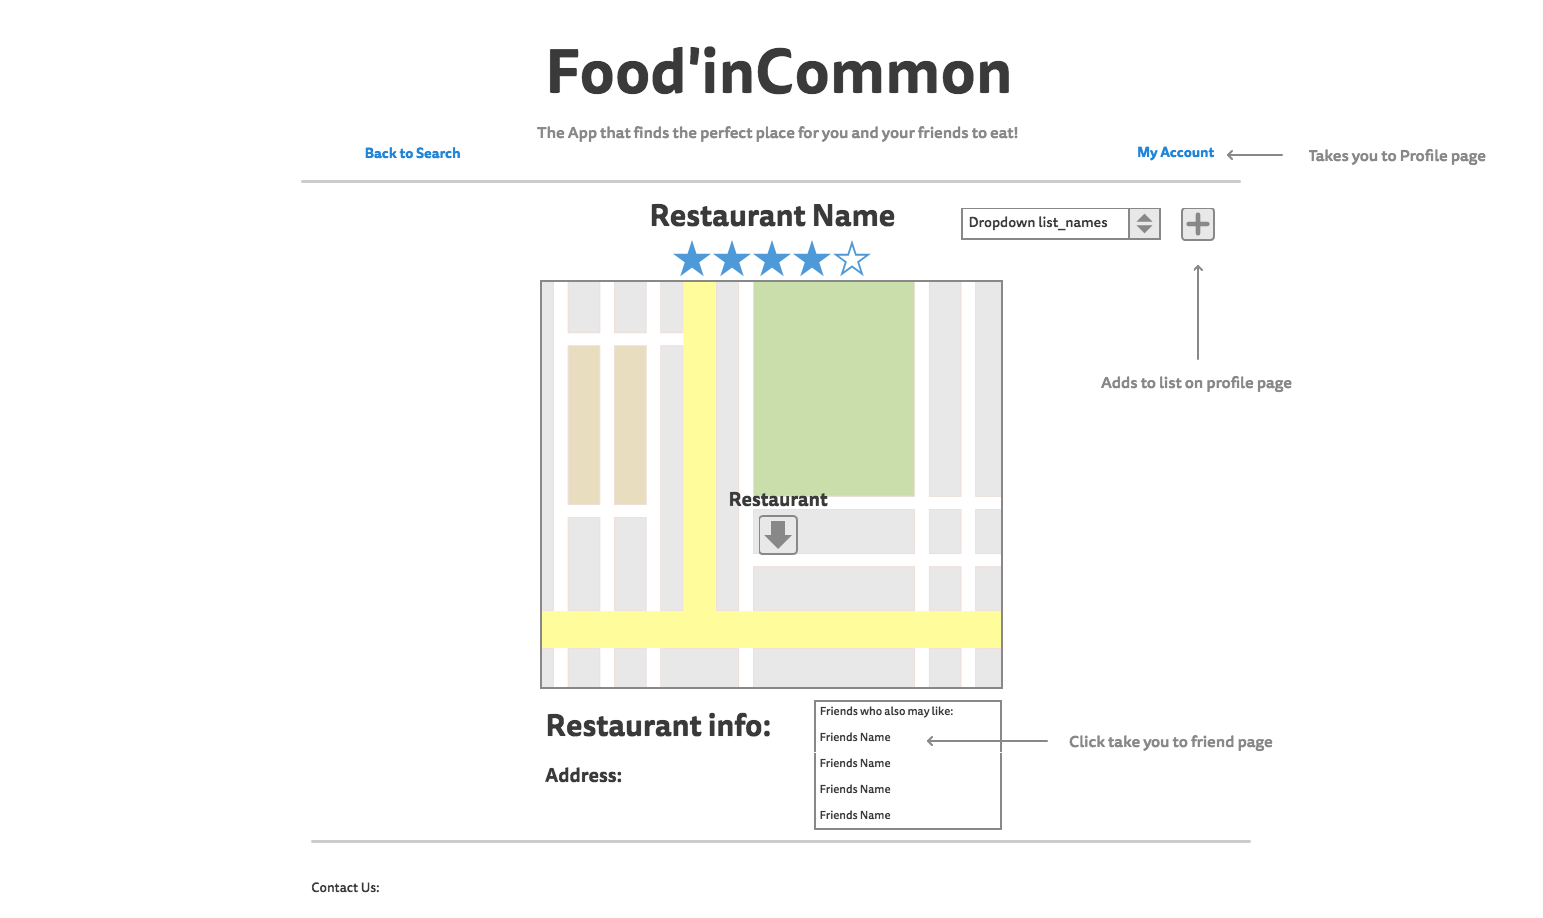 Food'inCommon
The App that finds the perfect place for you and your friends to eat!
Back to Search
My Account
Takes you to Profile page
Restaurant Name
Dropdown list_names
Adds to list on profile page
Restaurant
Restaurant info:
Address:
Friends who also may like:
Friends Name
Click take you to friend page
Friends Name
Friends Name
Friends Name
Contact Us: